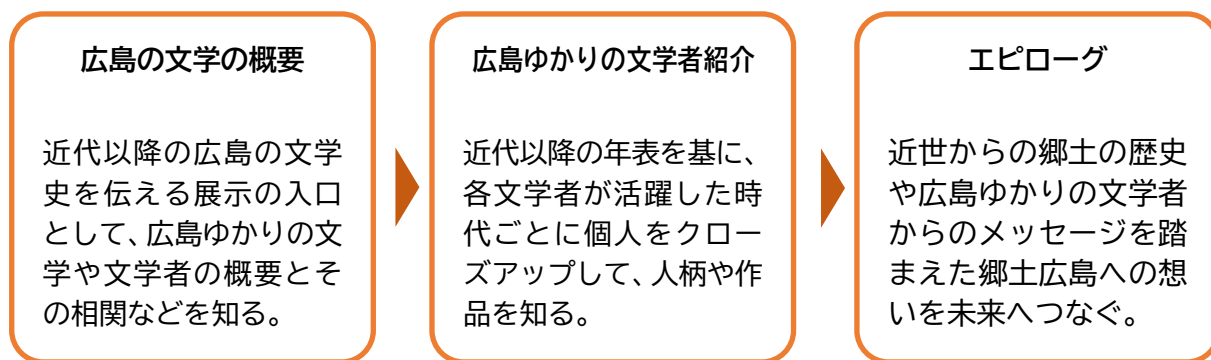 広島の文学の概要
近代以降の広島の文学
史を伝える展示の入口
として、広島ゆかりの文
学や文学者の概要とそ
の相関などを知る。
広島ゆかりの文学者紹介
近代以降の年表を基に、
各文学者が活躍した時
代ごとに個人をクロー
ズアップして、人柄や作
品を知る。
エピローグ
近世からの郷土の歴史
や広島ゆかりの文学者
からのメッセージを踏
まえた郷土広島への想
いを未来へつなぐ。